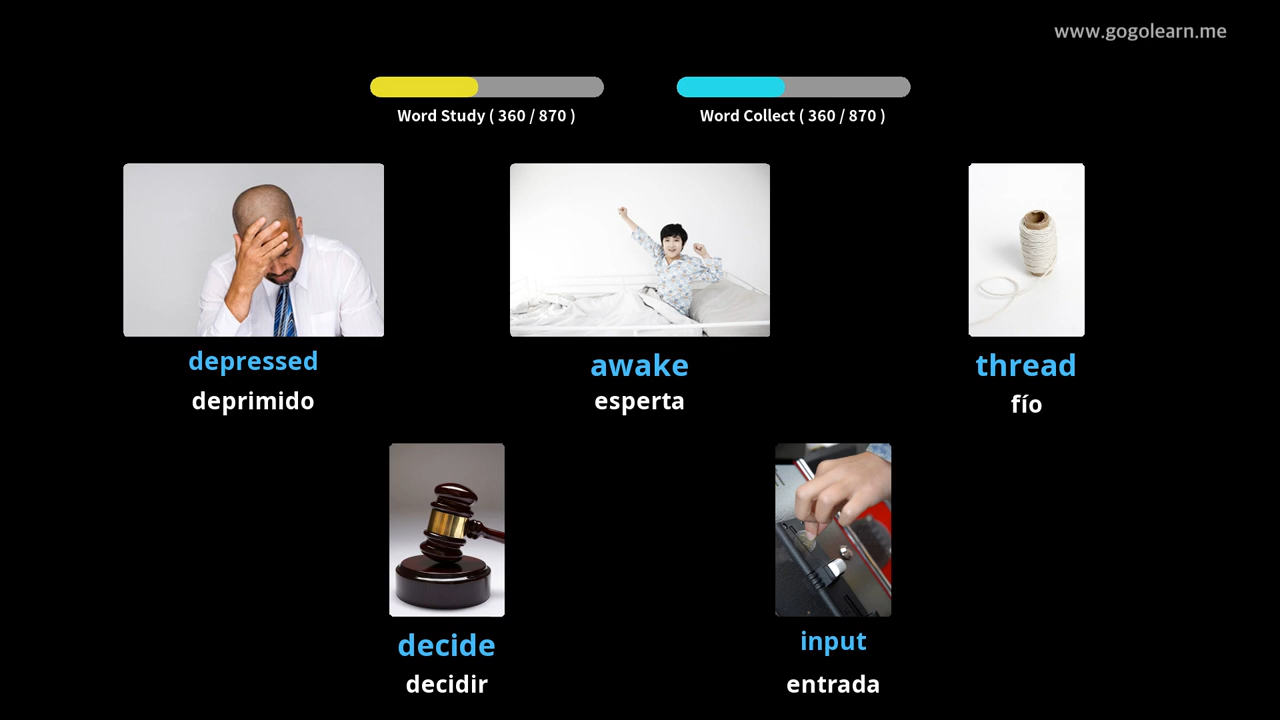 www.gogolearn.me
Word Study ( 360 / 870 )
Word Collect ( 360 / 870 )
depressed
deprimido
awake
esperta
thread
fío
decide
decidir
input
entrada